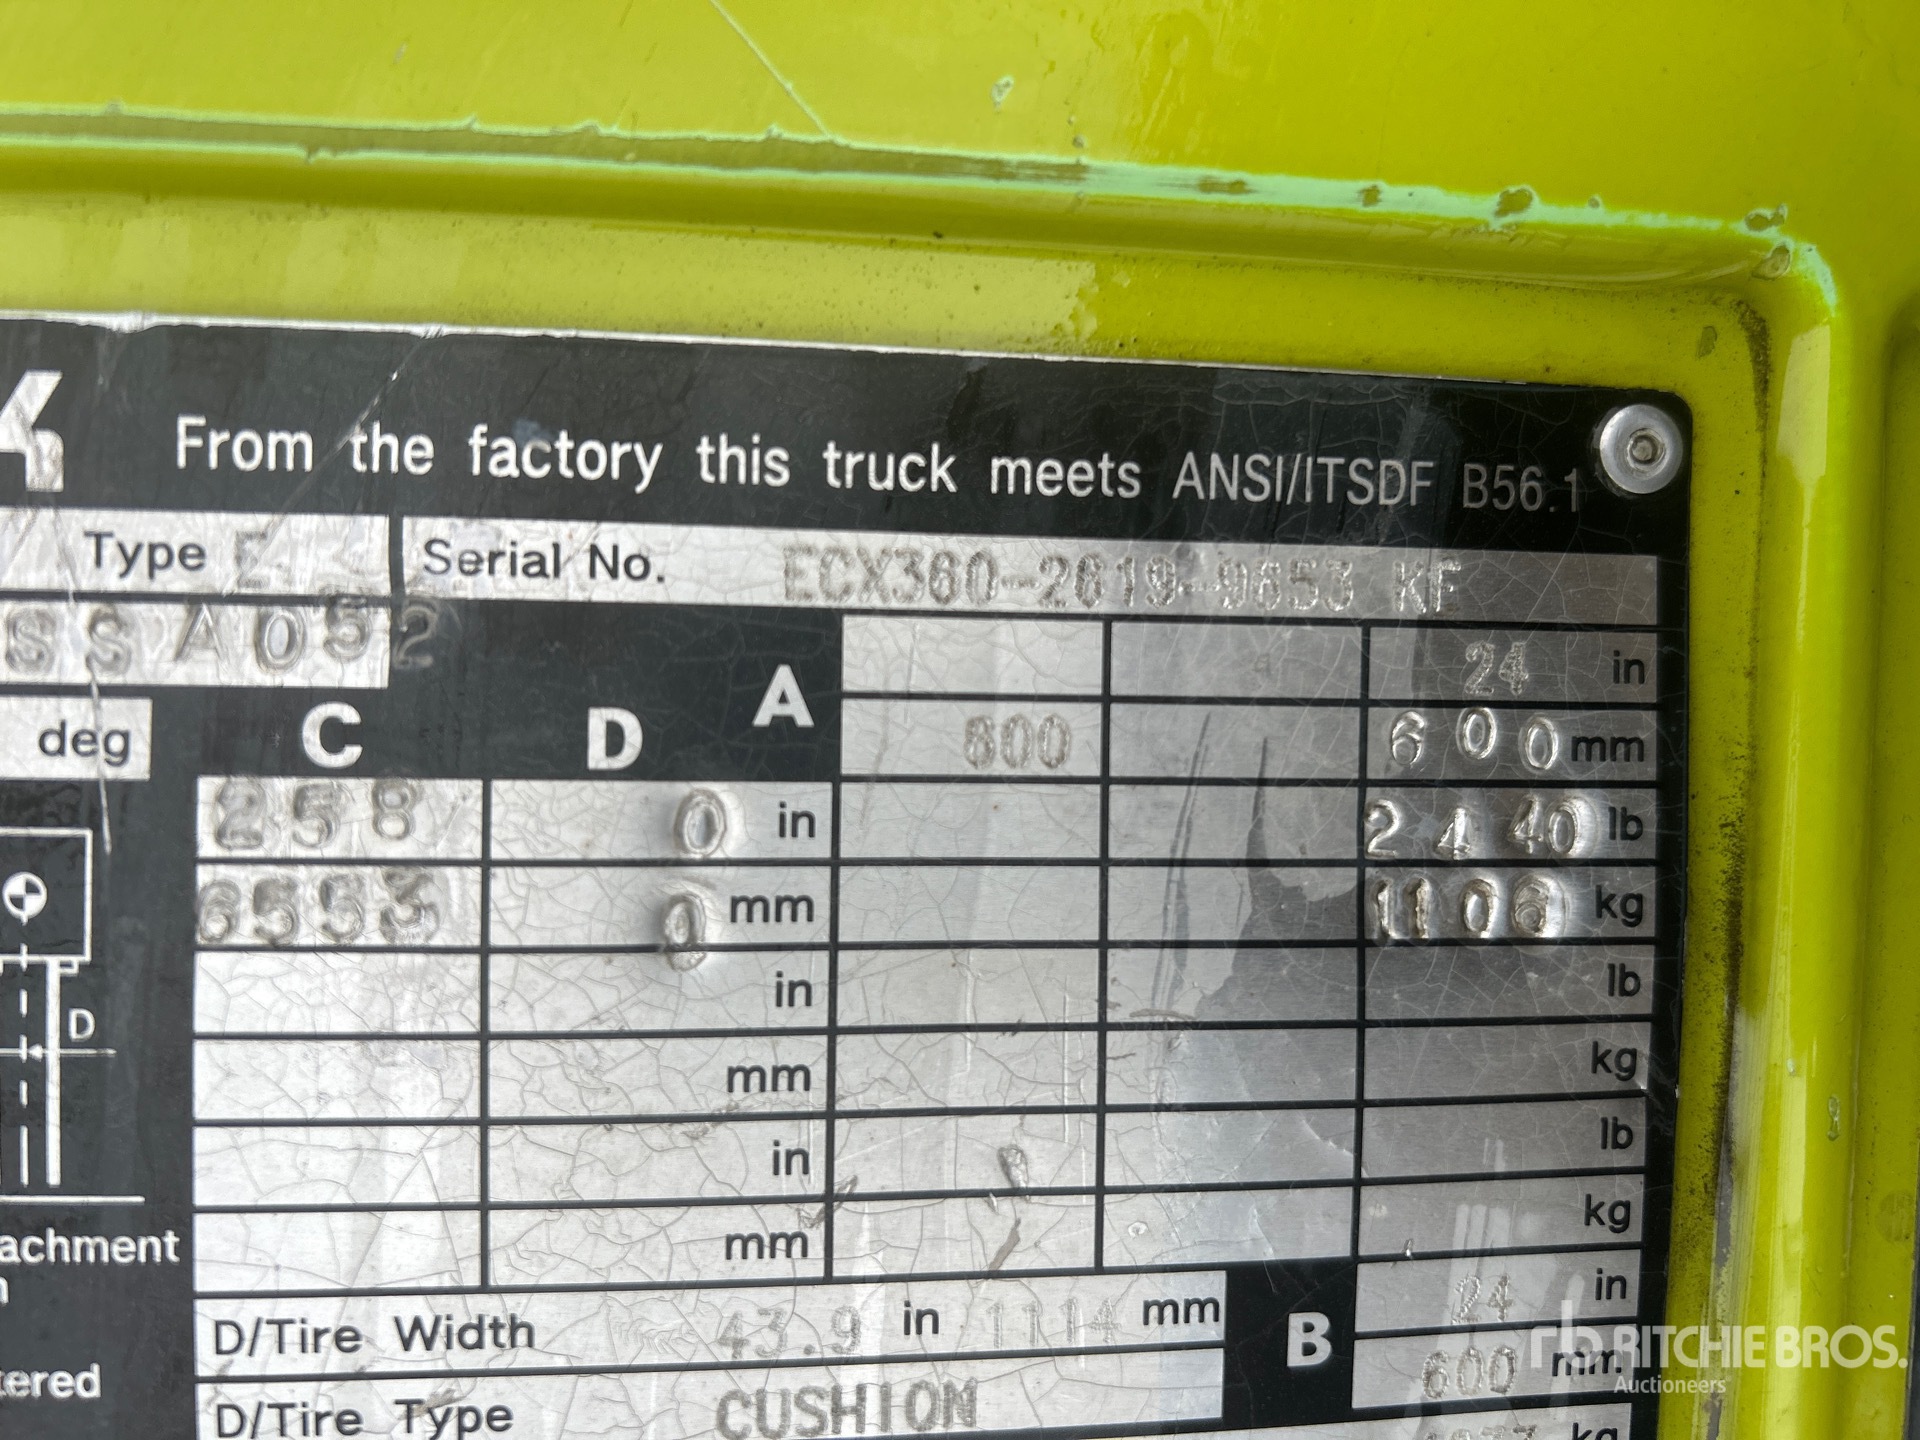 From the factory this truck meets ANSI/ITSDF B56.1
Type E Serial No. ECX360-2619-9653 KF
SSA052
A 24 in
deg C D
600 600 mm
258 0 in 2440 lb
6553 0 mm 1106 kg
in lb
D
mm kg
in lb
mm kg
achment
D/Tire Width 43.9 in 1114 mm B 24 in
600 mm
tered
D/Tire Type CUSHION
kg
rb RITCHIE BROS.
Auctioneers